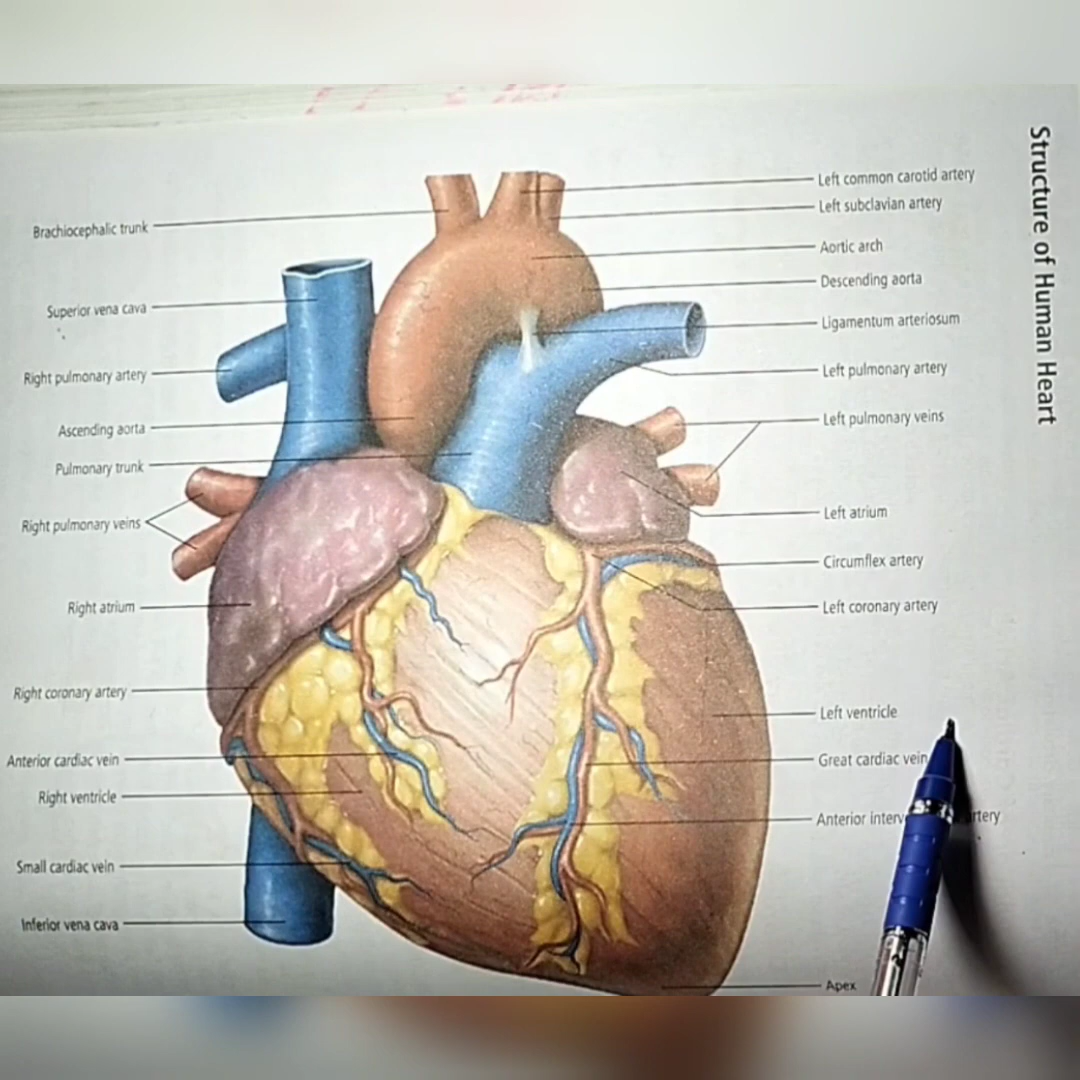 Structure of Human Heart
Brachiocephalic trunk
Superior vena cava
Right pulmonary artery
Ascending aorta
Pulmonary trunk
Right pulmonary veins
Right atrium
Right coronary artery
Anterior cardiac vein
Right ventricle
Small cardiac vein
Inferior vena cava
Left common carotid artery
Left subclavian artery
Aortic arch
Descending aorta
Ligamentum arteriosum
Left pulmonary artery
Left pulmonary veins
Left atrium
Circumflex artery
Left coronary artery
Left ventricle
Great cardiac vein
Anterior
Apex